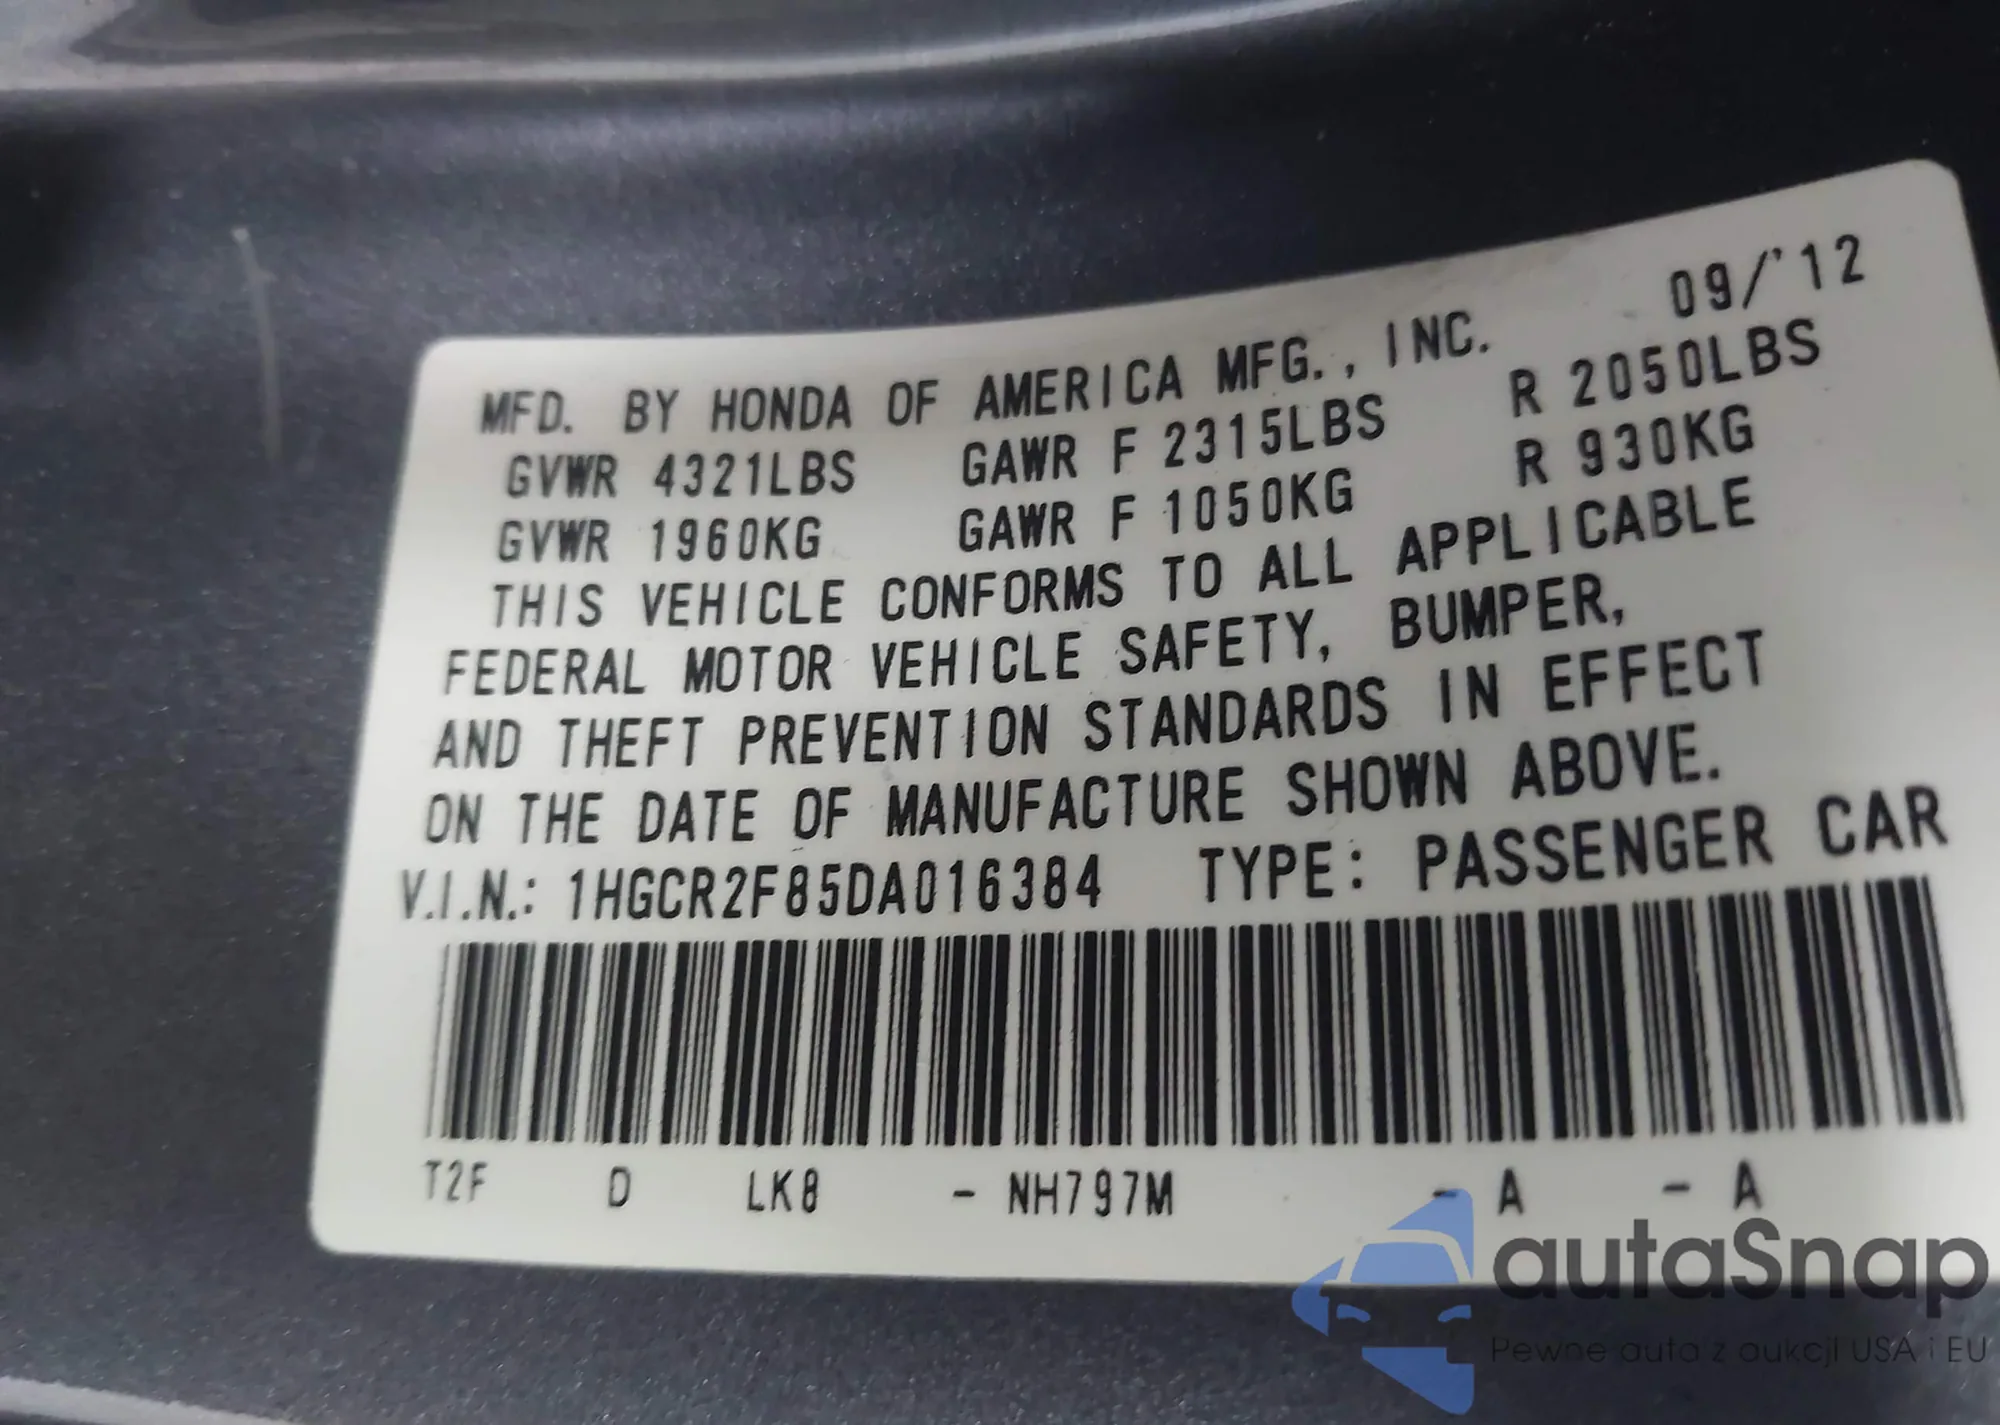 09/'12
MFD. BY HONDA OF AMERICA MFG., INC.
GVWR 4321LBS GAWR F 2315LBS R 2050LBS
GVWR 1960KG GAWR F 1050KG R 930KG
THIS VEHICLE CONFORMS TO ALL APPLICABLE
FEDERAL MOTOR VEHICLE SAFETY, BUMPER,
AND THEFT PREVENTION STANDARDS IN EFFECT
ON THE DATE OF MANUFACTURE SHOWN ABOVE.
V.I.N.: 1HGCR2F85DA016384 TYPE: PASSENGER CAR
T2F D LK8 - NH797M - A - A
autaSnap
Pewne auta z aukcji USA i EU